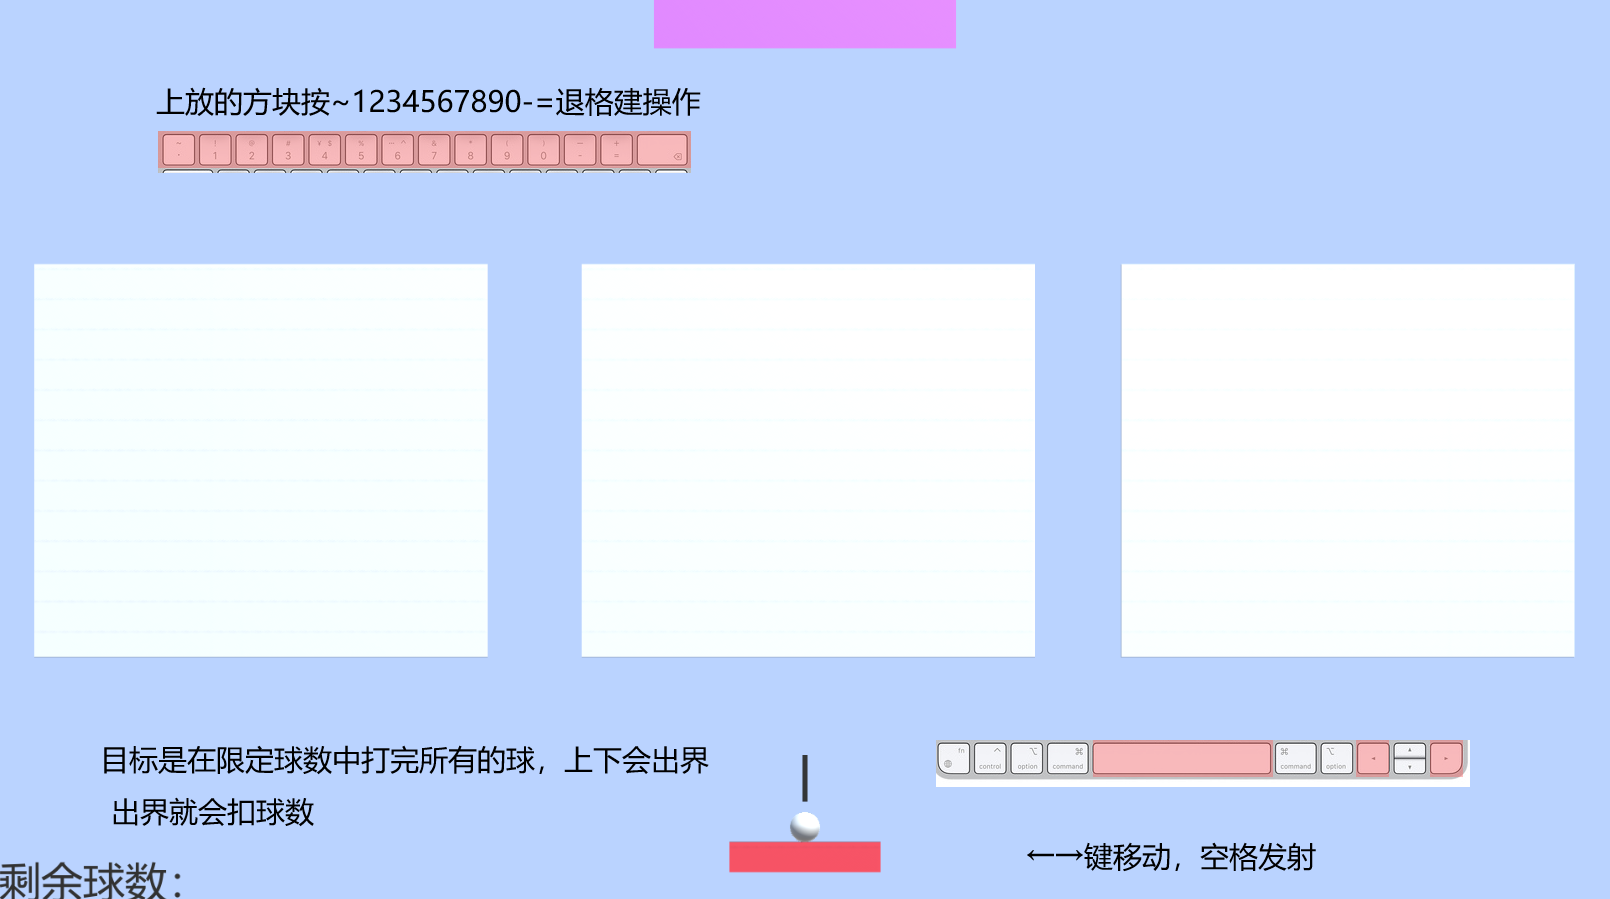 上放的方块按~1234567890-=退格建操作
~ ! @ # ¥ $ % — ^ & * ( ) — +
· 1 2 3 4 5 6 7 8 9 0 - =
目标是在限定球数中打完所有的球，上下会出界
出界就会扣球数
fn control option command command option
←→键移动，空格发射
剩余球数：